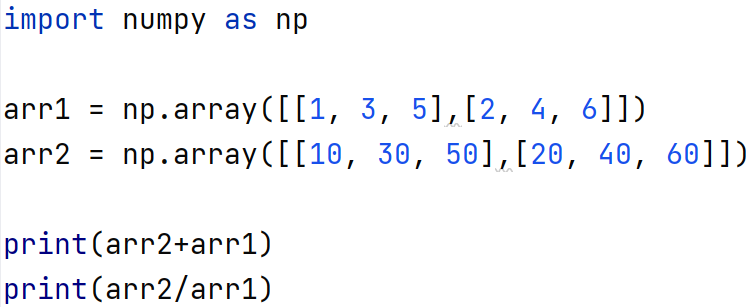 import numpy as np
arr1 = np.array([[1, 3, 5],[2, 4, 6]])
arr2 = np.array([[10, 30, 50],[20, 40, 60]])
print(arr2+arr1)
print(arr2/arr1)